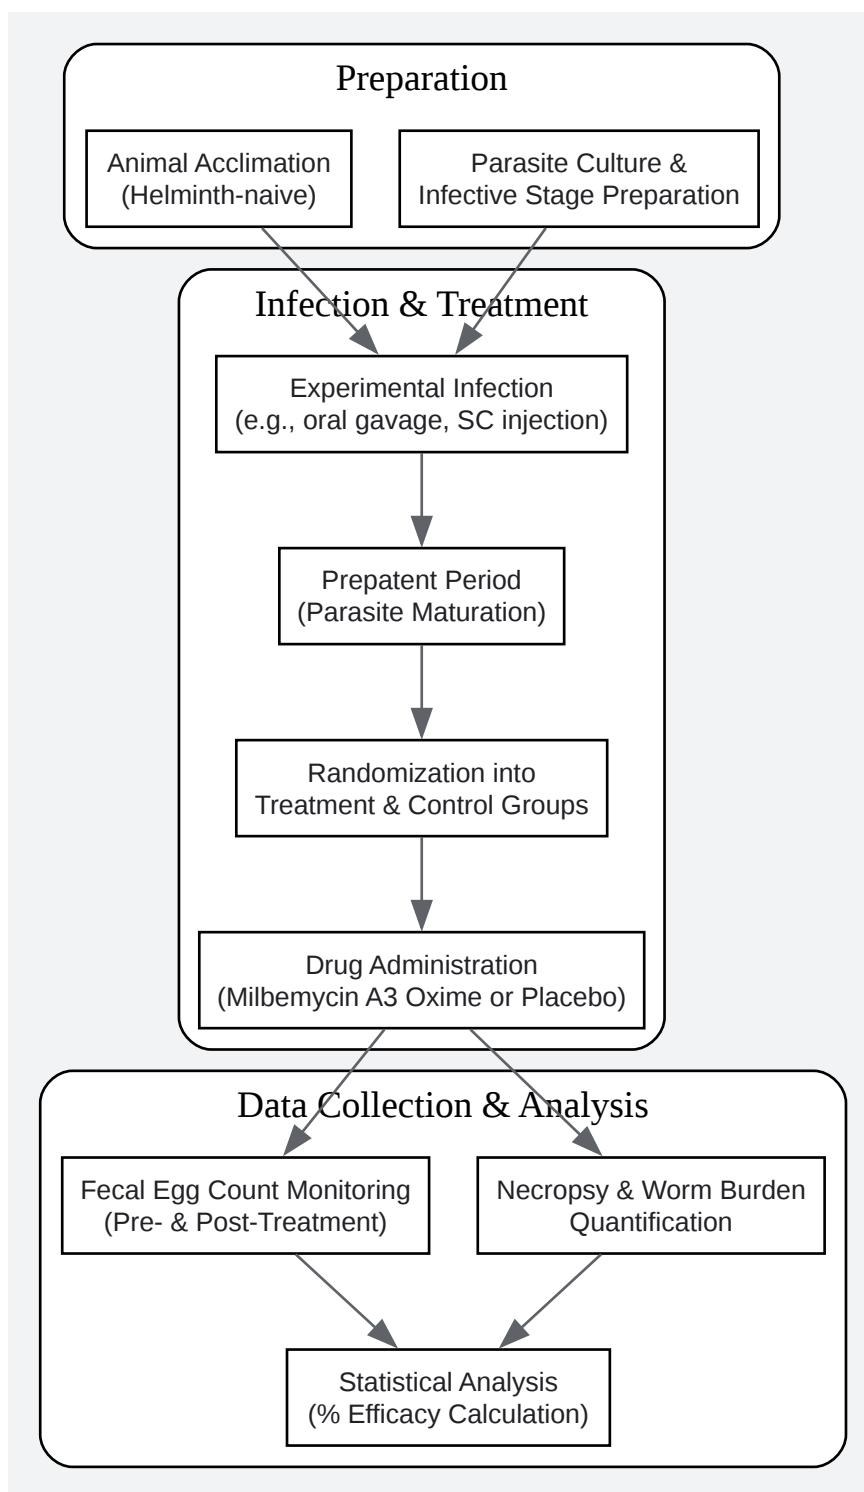 Preparation
Animal Acclimation
(Helminth-naive)
Parasite Culture &
Infective Stage Preparation
Infection & Treatment
Experimental Infection
(e.g., oral gavage, SC injection)
Prepatent Period
(Parasite Maturation)
Randomization into
Treatment & Control Groups
Drug Administration
(Milbemycin A3 Oxime or Placebo)
Data Collection & Analysis
Fecal Egg Count Monitoring
(Pre- & Post-Treatment)
Necropsy & Worm Burden
Quantification
Statistical Analysis
(% Efficacy Calculation)